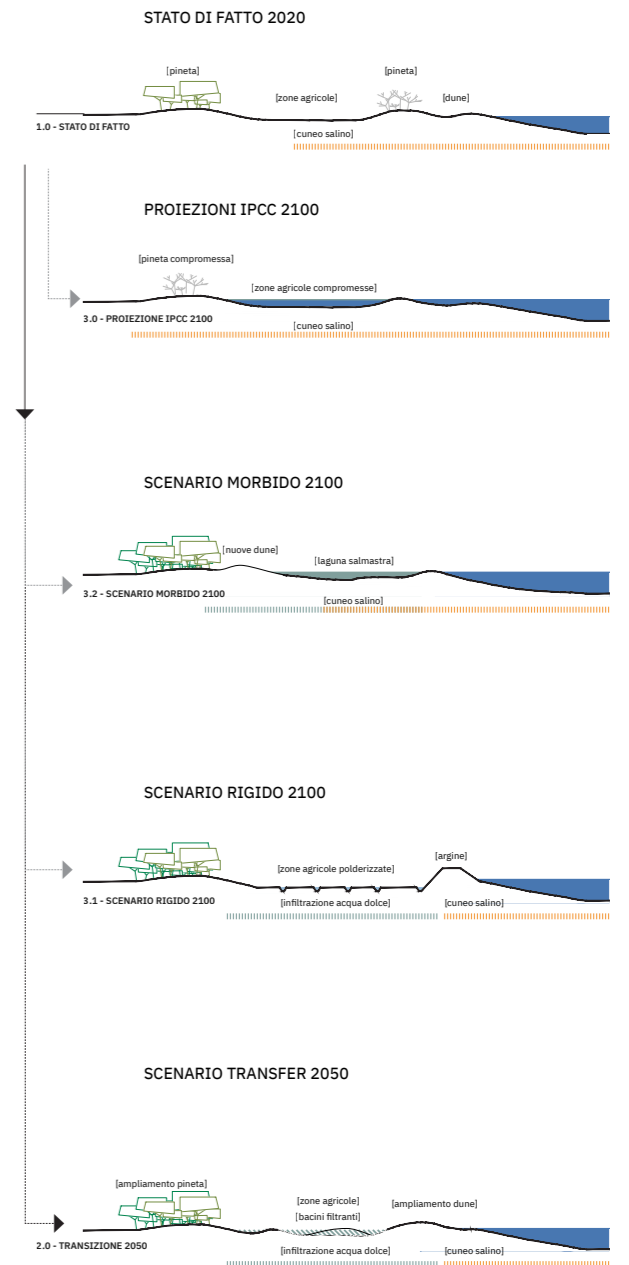 STATO DI FATTO 2020
[pineta]
[pineta]
[zone agricole]
[dune]
1.0 - STATO DI FATTO
[cuneo salino]
PROIEZIONI IPCC 2100
[pineta compromessa]
[zone agricole compromesse]
3.0 - PROIEZIONE IPCC 2100
[cuneo salino]
SCENARIO MORBIDO 2100
[nuove dune]
[laguna salmastra]
3.2 - SCENARIO MORBIDO 2100
[cuneo salino]
SCENARIO RIGIDO 2100
[argine]
[zone agricole polderizzate]
3.1 - SCENARIO RIGIDO 2100
[infiltrazione acqua dolce]
[cuneo salino]
SCENARIO TRANSFER 2050
[ampliamento pineta]
[zone agricole]
[ampliamento dune]
[bacini filtranti]
2.0 - TRANSIZIONE 2050
[infiltrazione acqua dolce]
[cuneo salino]